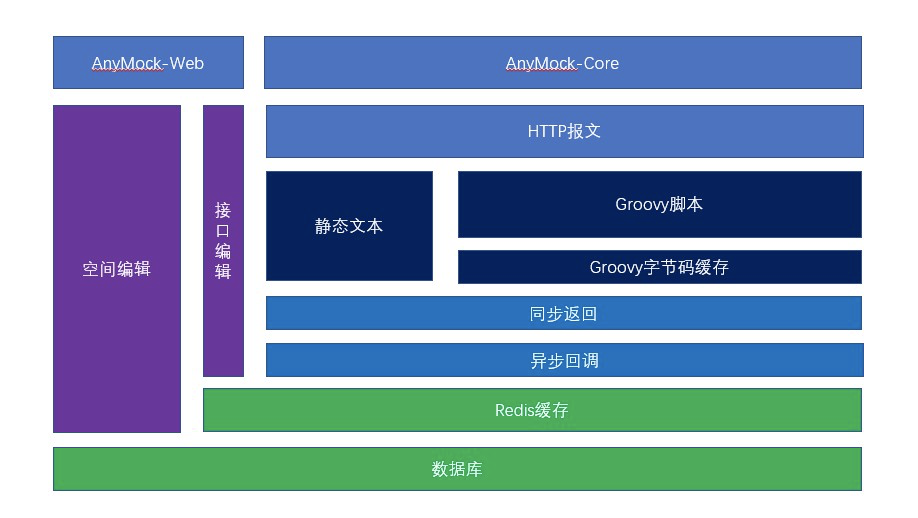 AnyMock-Web
AnyMock-Core
HTTP报文
空间编辑
接
口
编
辑
静态文本
Groovy脚本
Groovy字节码缓存
同步返回
异步回调
Redis缓存
数据库